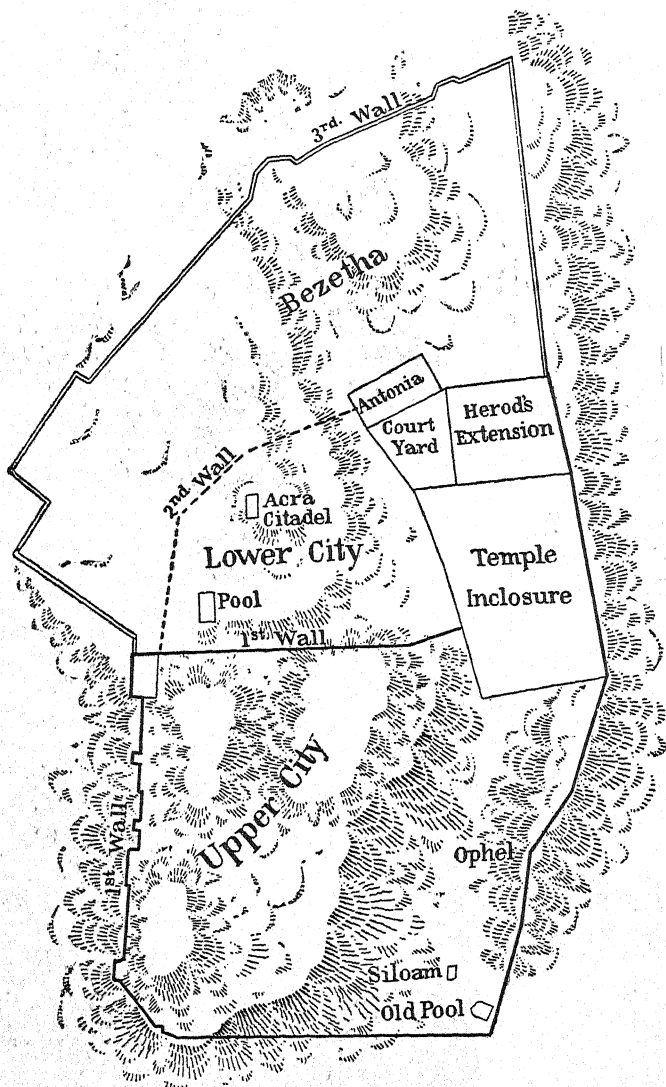 3rd. Wall
Bezetha
Antonia
Court
Yard
Herod's
Extension
2nd Wall
Acra
Citadel
Lower City
Temple
Inclosure
Pool
1st Wall
Upper City
1st Wall
Ophel
Siloam
Old Pool